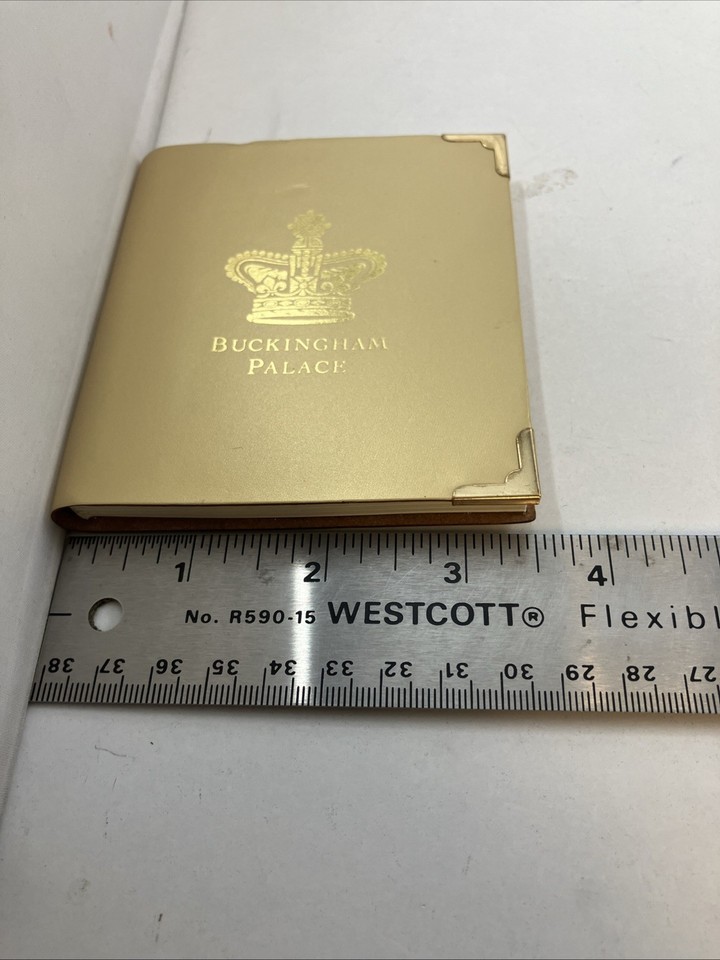 BUCKINGHAM
PALACE
1 2 3 4
No. R590-15 WESTCOTT® Flexibl
38 37 36 35 34 33 32 31 30 29 28 27